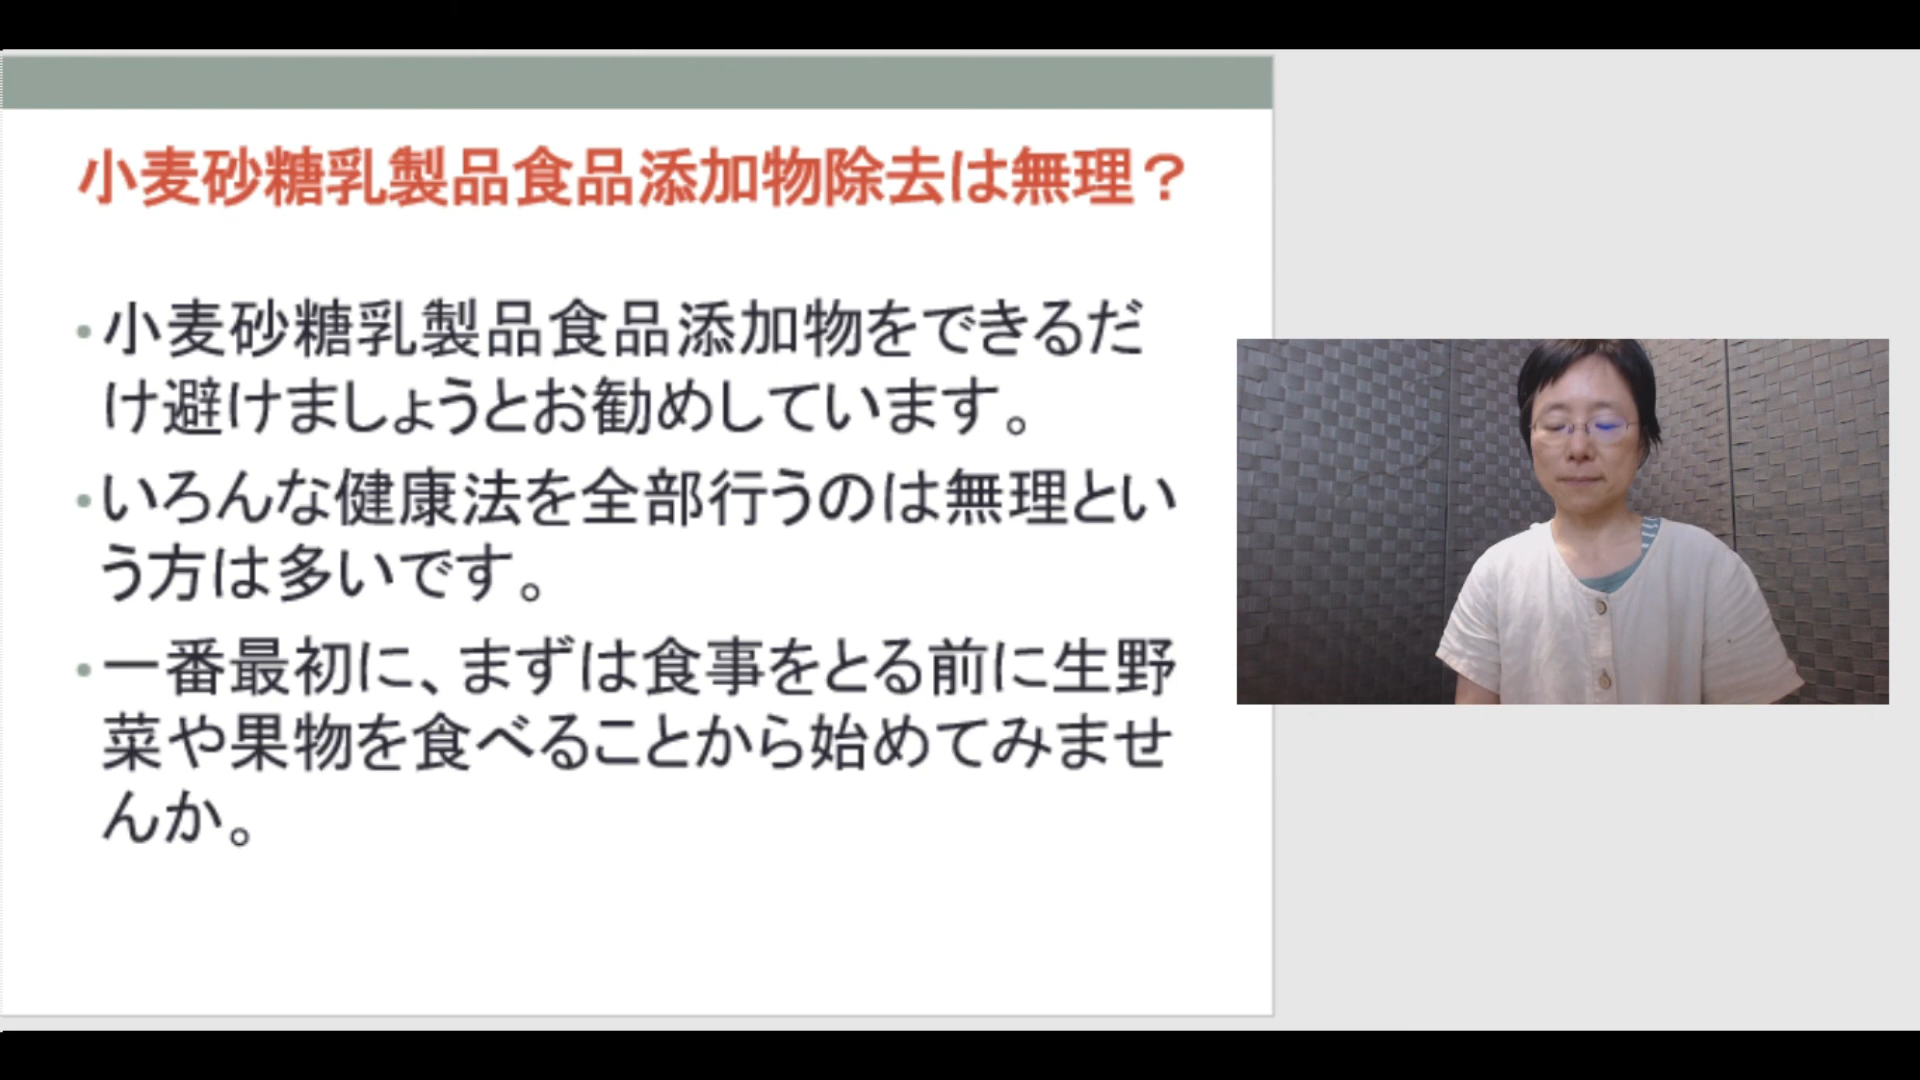 小麦砂糖乳製品食品添加物除去は無理？
・小麦砂糖乳製品食品添加物をできるだ
け避けましょうとお勧めしています。
・いろんな健康法を全部行うのは無理とい
う方は多いです。
・一番最初に、まずは食事をとる前に生野
菜や果物を食べることから始めてみませ
んか。